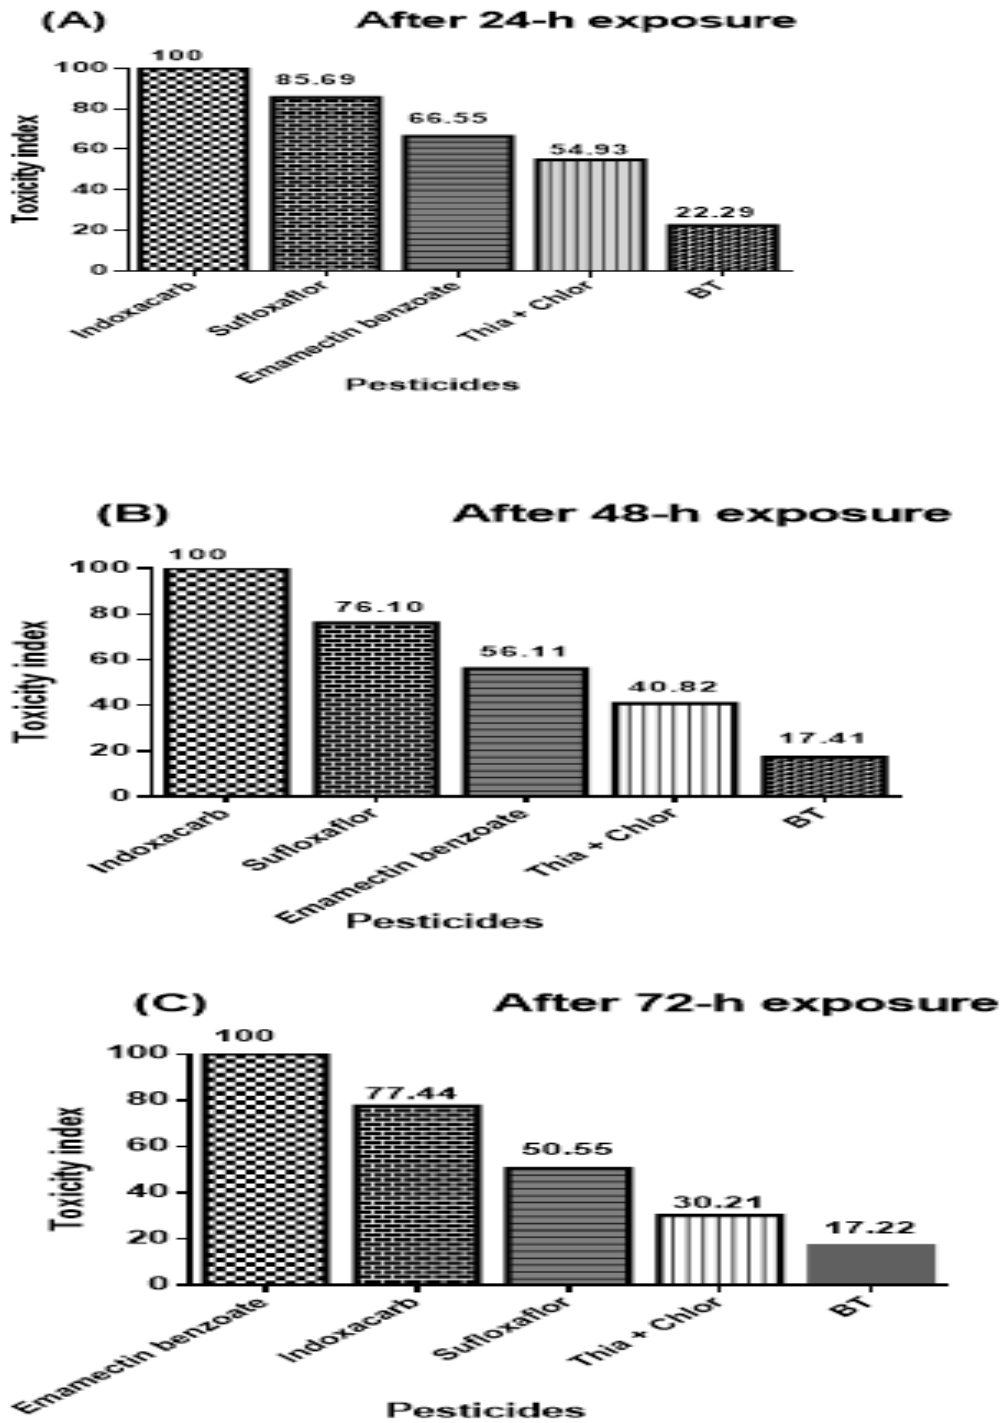 (A) After 24-h exposure
100
85.69
66.55
54.93
22.29
100
80
60
40
20
0
Toxicity index
Indoxacarb
Sufloxaflor
Emamectin benzoate
Thia + Chlor
BT
Pesticides
(B) After 48-h exposure
100
76.10
56.11
40.82
17.41
100
80
60
40
20
0
Toxicity index
Indoxacarb
Sufloxaflor
Emamectin benzoate
Thia + Chlor
BT
Pesticides
(C) After 72-h exposure
100
77.44
50.55
30.21
17.22
100
80
60
40
20
0
Toxicity index
Emamectin benzoate
Indoxacarb
Sufloxaflor
Thia + Chlor
BT
Pesticides